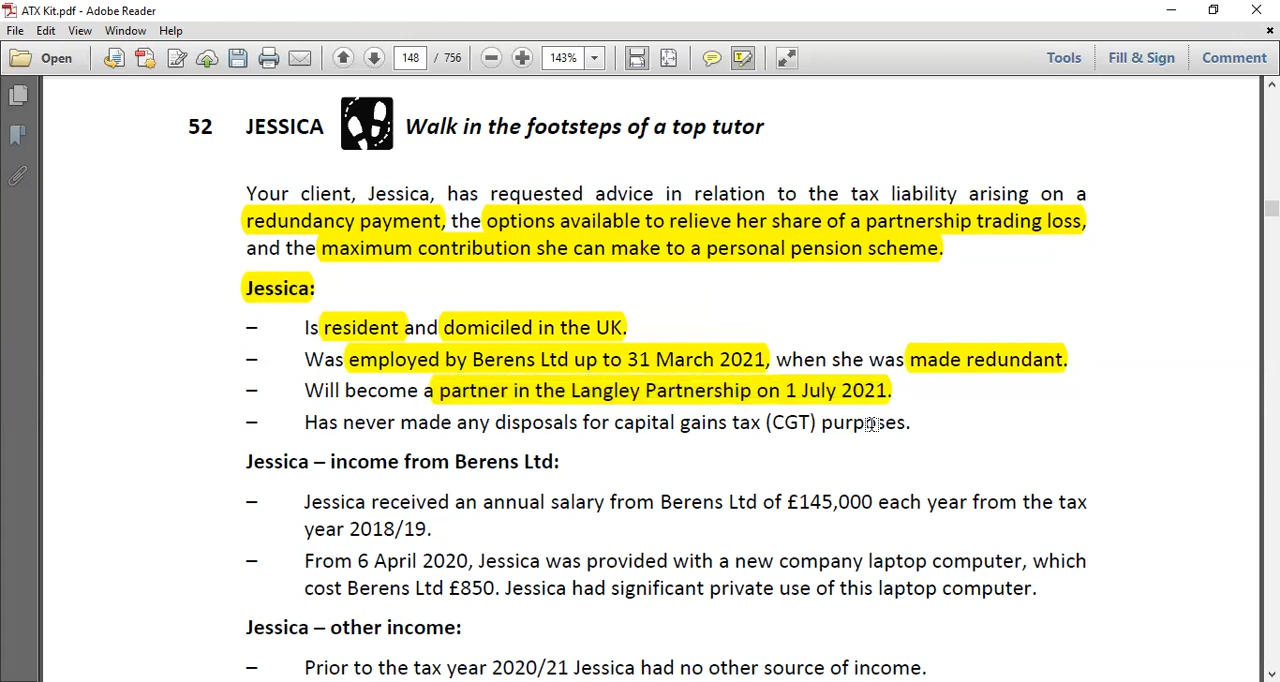 ATX Kit.pdf - Adobe Reader
File Edit View Window Help
Open 148 / 756 143% Tools Fill & Sign Comment
52 JESSICA Walk in the footsteps of a top tutor
Your client, Jessica, has requested advice in relation to the tax liability arising on a
redundancy payment, the options available to relieve her share of a partnership trading loss,
and the maximum contribution she can make to a personal pension scheme.
Jessica:
– Is resident and domiciled in the UK.
– Was employed by Berens Ltd up to 31 March 2021, when she was made redundant.
– Will become a partner in the Langley Partnership on 1 July 2021.
– Has never made any disposals for capital gains tax (CGT) purposes.
Jessica – income from Berens Ltd:
– Jessica received an annual salary from Berens Ltd of £145,000 each year from the tax
year 2018/19.
– From 6 April 2020, Jessica was provided with a new company laptop computer, which
cost Berens Ltd £850. Jessica had significant private use of this laptop computer.
Jessica – other income:
– Prior to the tax year 2020/21 Jessica had no other source of income.